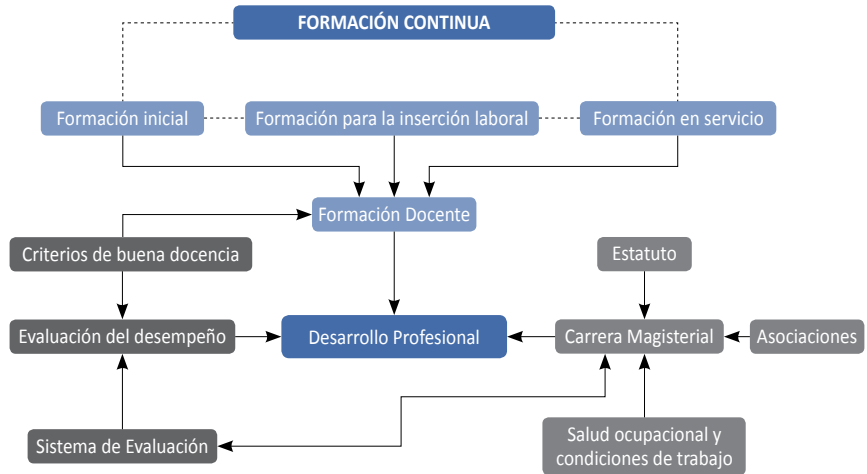 FORMACIÓN CONTINUA
Formación inicial
Formación para la inserción laboral
Formación en servicio
Formación Docente
Criterios de buena docencia
Estatuto
Evaluación del desempeño
Desarrollo Profesional
Carrera Magisterial
Asociaciones
Sistema de Evaluación
Salud ocupacional y
condiciones de trabajo